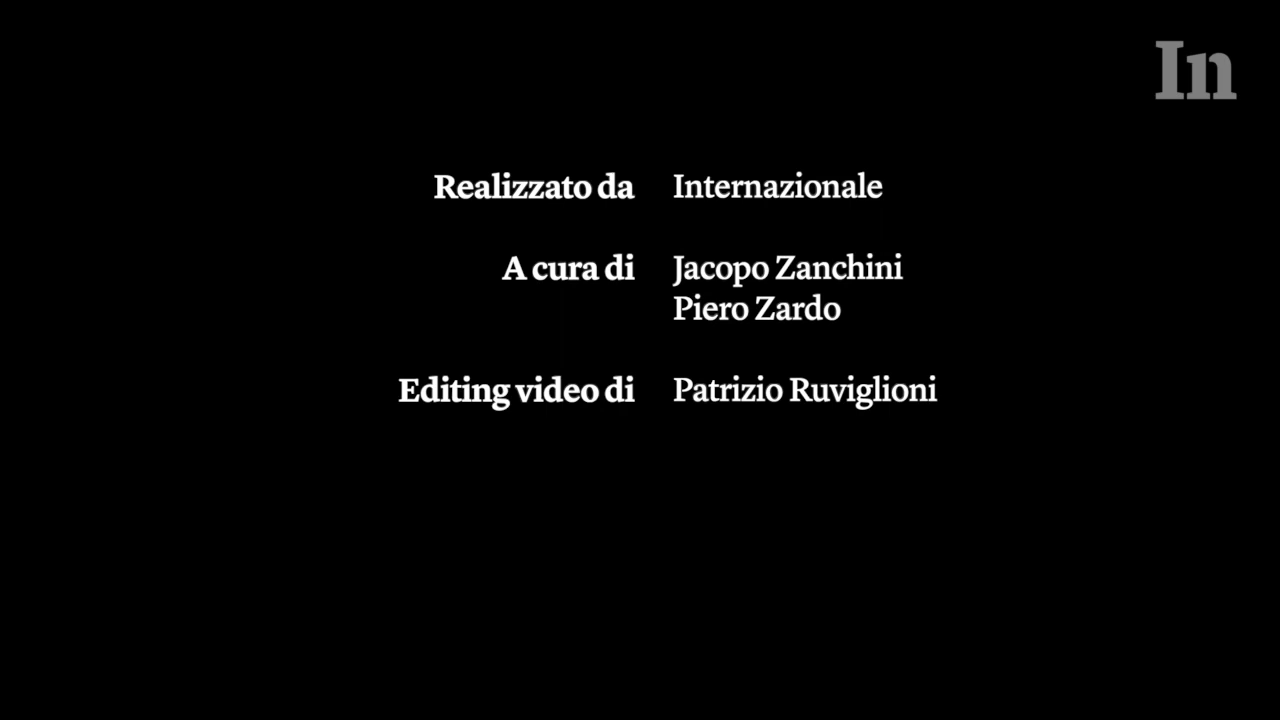 In
Realizzato da Internazionale
A cura di Jacopo Zanchini
Piero Zardo
Editing video di Patrizio Ruviglioni